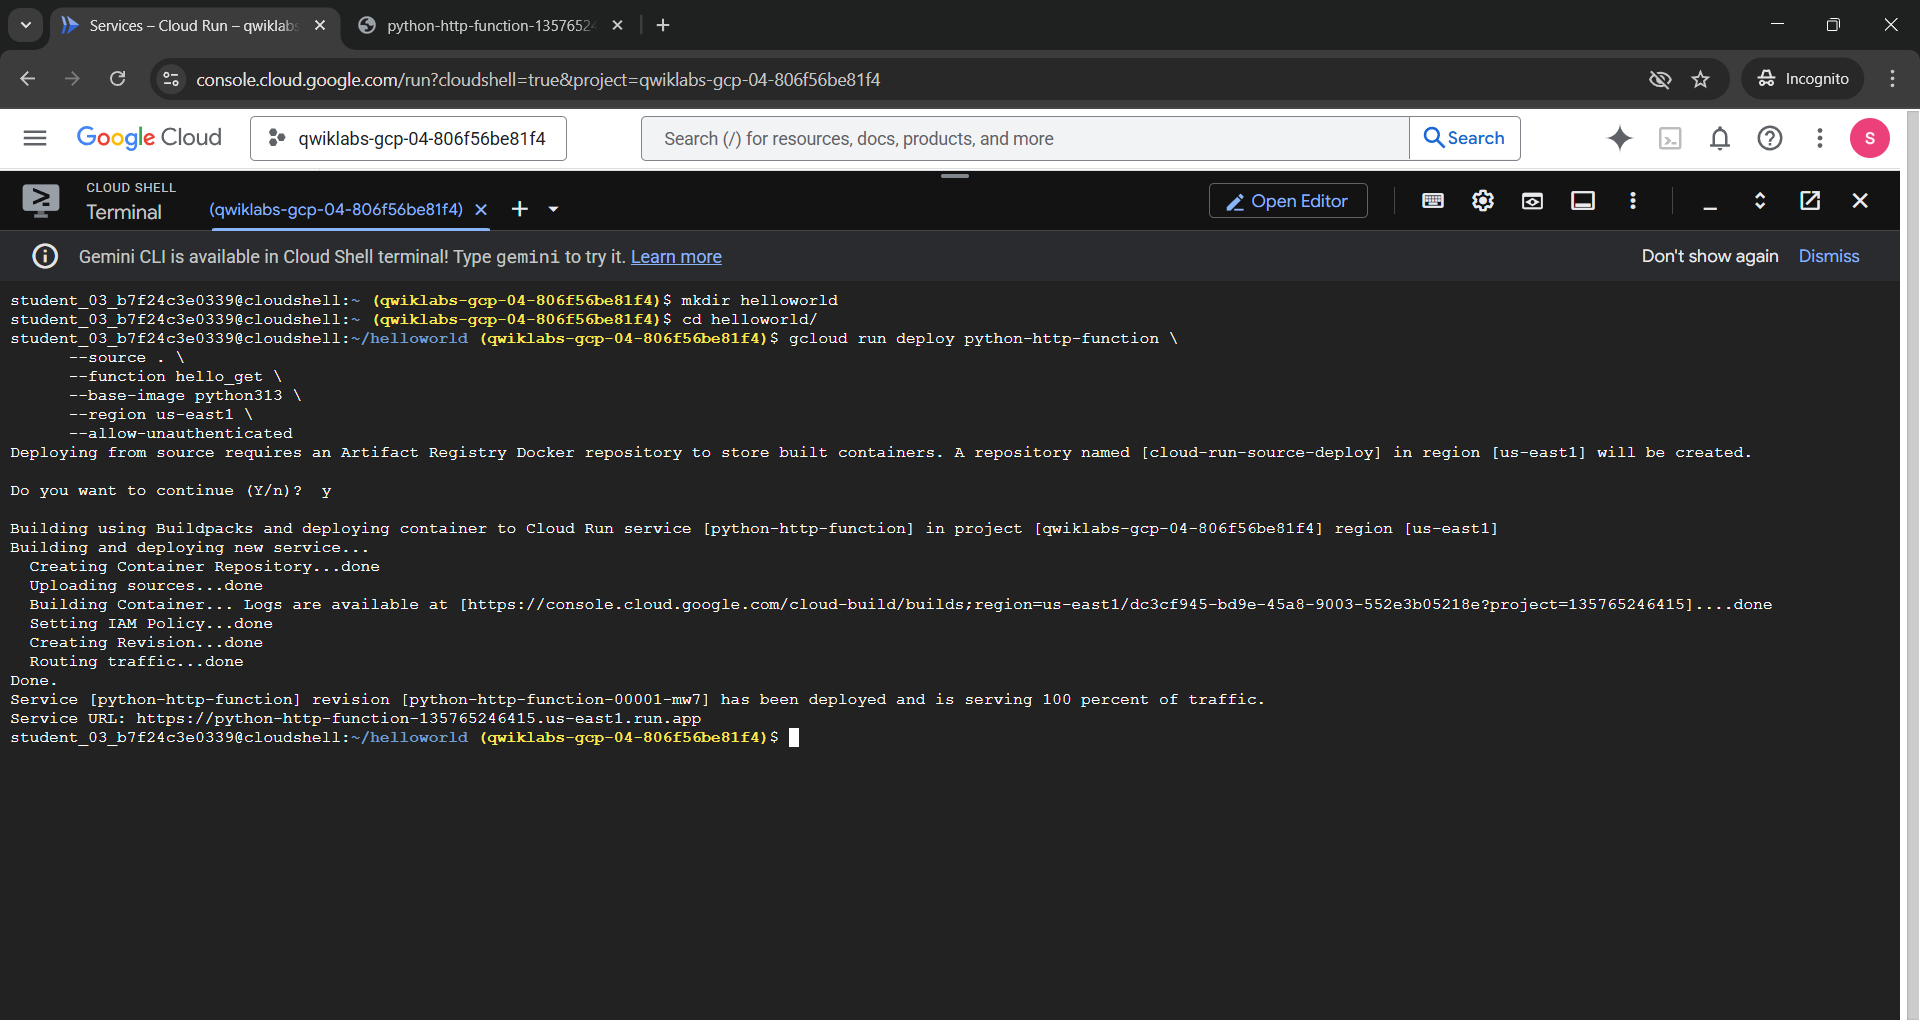 Services – Cloud Run – qwiklabs
python-http-function-1357652
console.cloud.google.com/run?cloudshell=true&project=qwiklabs-gcp-04-806f56be81f4
Incognito
Google Cloud
qwiklabs-gcp-04-806f56be81f4
Search (/) for resources, docs, products, and more
Search
S
CLOUD SHELL
Terminal
(qwiklabs-gcp-04-806f56be81f4)
Open Editor
Gemini CLI is available in Cloud Shell terminal! Type gemini to try it. Learn more
Don't show again
Dismiss
student_03_b7f24c3e0339@cloudshell:~ (qwiklabs-gcp-04-806f56be81f4)$ mkdir helloworld
student_03_b7f24c3e0339@cloudshell:~ (qwiklabs-gcp-04-806f56be81f4)$ cd helloworld/
student_03_b7f24c3e0339@cloudshell:~/helloworld (qwiklabs-gcp-04-806f56be81f4)$ gcloud run deploy python-http-function \
--source . \
--function hello_get \
--base-image python313 \
--region us-east1 \
--allow-unauthenticated
Deploying from source requires an Artifact Registry Docker repository to store built containers. A repository named [cloud-run-source-deploy] in region [us-east1] will be created.
Do you want to continue (Y/n)?  y
Building using Buildpacks and deploying container to Cloud Run service [python-http-function] in project [qwiklabs-gcp-04-806f56be81f4] region [us-east1]
Building and deploying new service...
Creating Container Repository...done
Uploading sources...done
Building Container... Logs are available at [https://console.cloud.google.com/cloud-build/builds;region=us-east1/dc3cf945-bd9e-45a8-9003-552e3b05218e?project=135765246415]....done
Setting IAM Policy...done
Creating Revision...done
Routing traffic...done
Done.
Service [python-http-function] revision [python-http-function-00001-mw7] has been deployed and is serving 100 percent of traffic.
Service URL: https://python-http-function-135765246415.us-east1.run.app
student_03_b7f24c3e0339@cloudshell:~/helloworld (qwiklabs-gcp-04-806f56be81f4)$